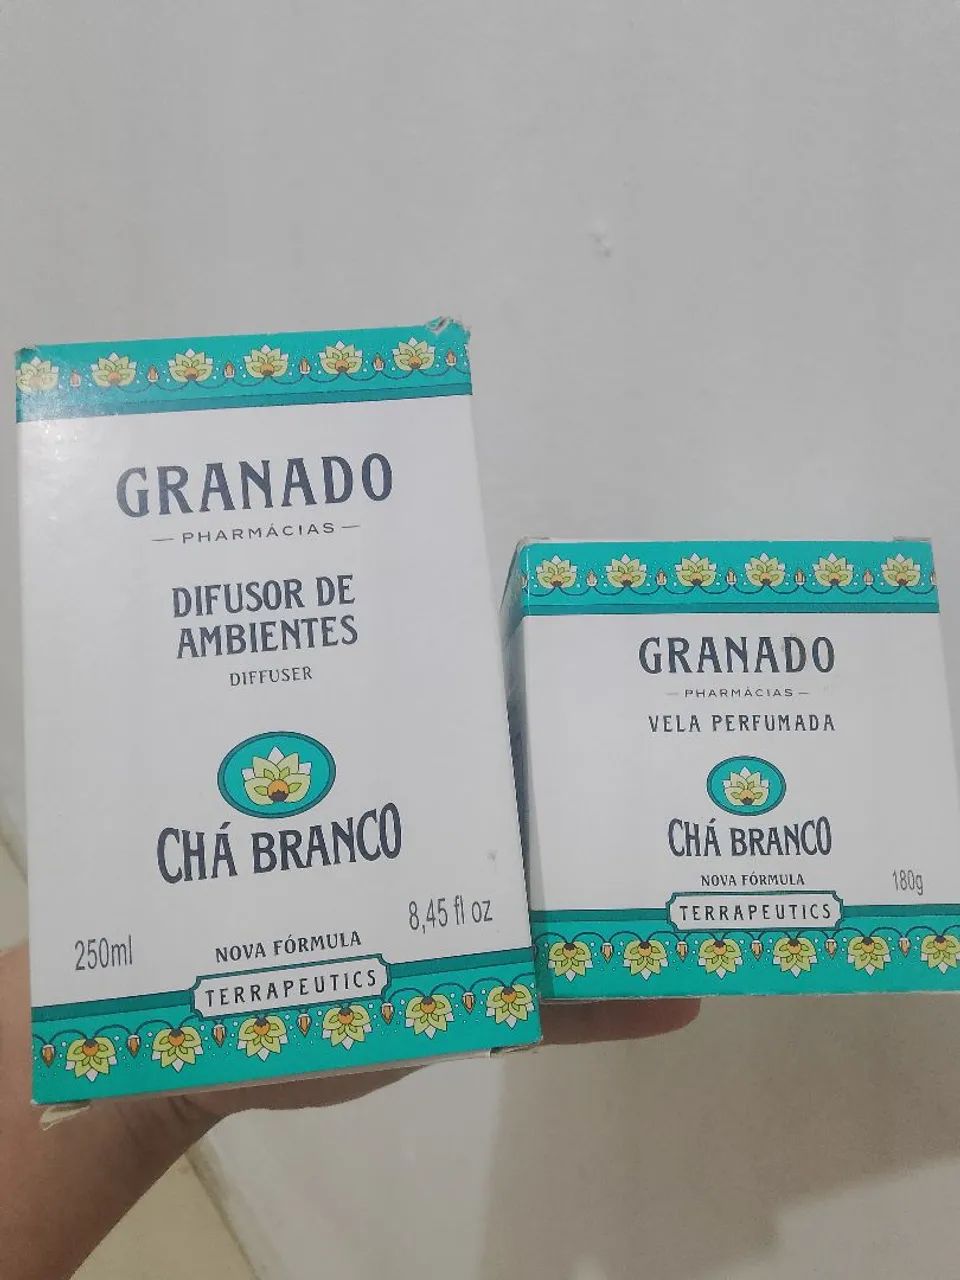 GRANADO
— PHARMÁCIAS —
DIFUSOR DE
AMBIENTES
DIFFUSER
CHÁ BRANCO
250ml
NOVA FÓRMULA
8,45 fl oz
TERRAPEUTICS
GRANADO
— PHARMÁCIAS —
VELA PERFUMADA
CHÁ BRANCO
NOVA FÓRMULA
180g
TERRAPEUTICS